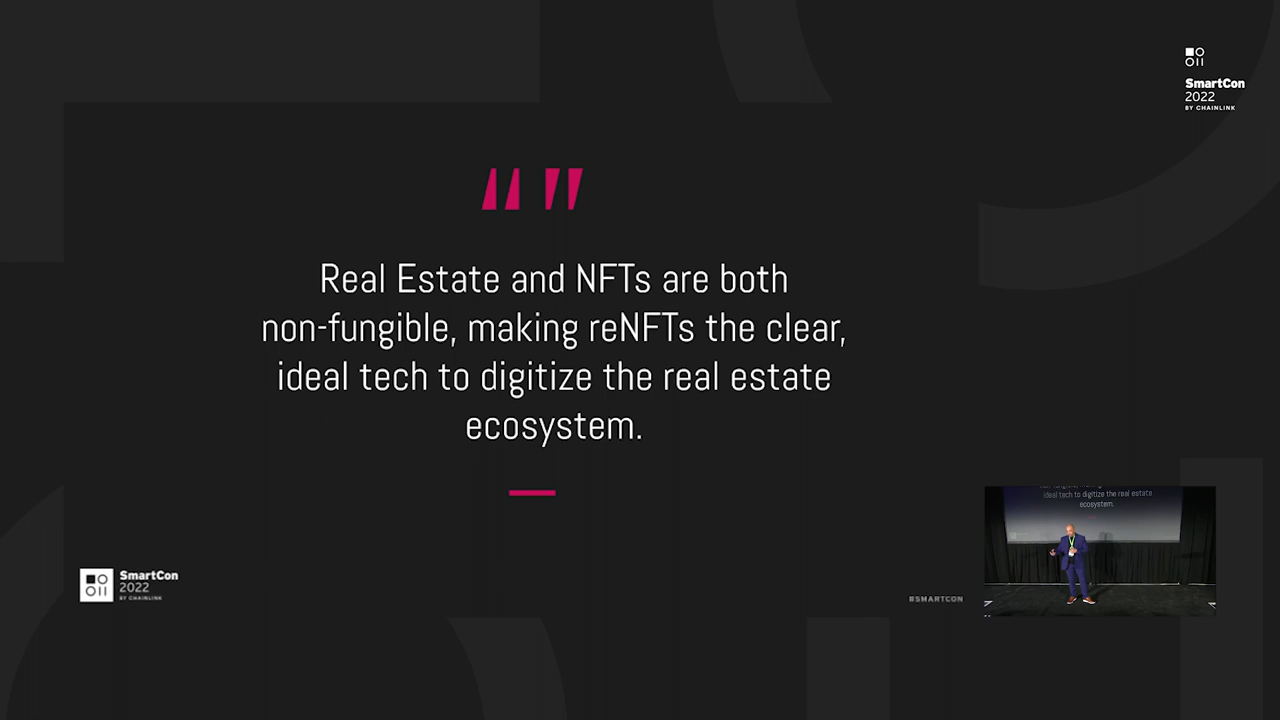 SmartCon
2022
BY CHAINLINK
Real Estate and NFTs are both
non-fungible, making reNFTs the clear,
ideal tech to digitize the real estate
ecosystem.
SmartCon
2022
BY CHAINLINK
#SMARTCON
ideal tech to digitize the real estate
ecosystem.